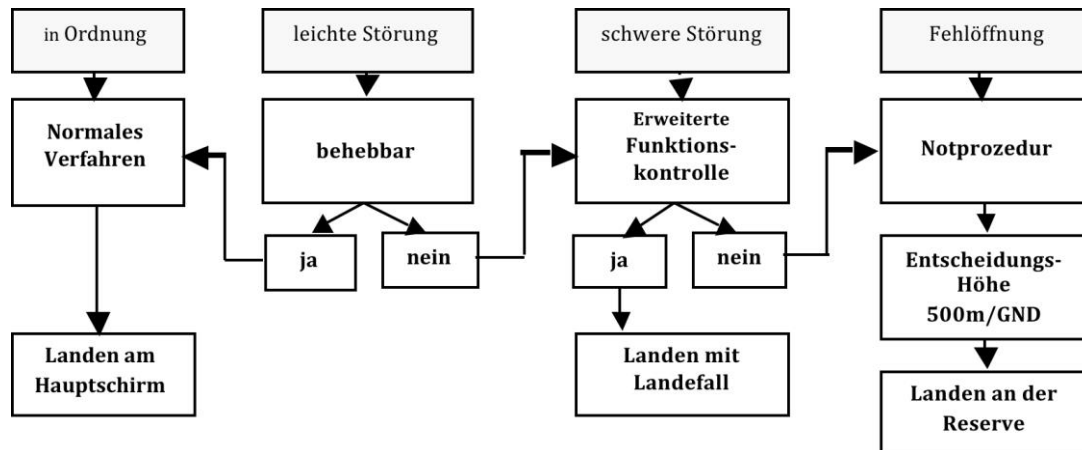 in Ordnung
leichte Störung
schwere Störung
Fehlöffnung
Normales
Verfahren
behebbar
Erweiterte
Funktions-
kontrolle
Notprozedur
ja
nein
ja
nein
Entscheidungs-
Höhe
500m/GND
Landen am
Hauptschirm
Landen mit
Landefall
Landen an der
Reserve